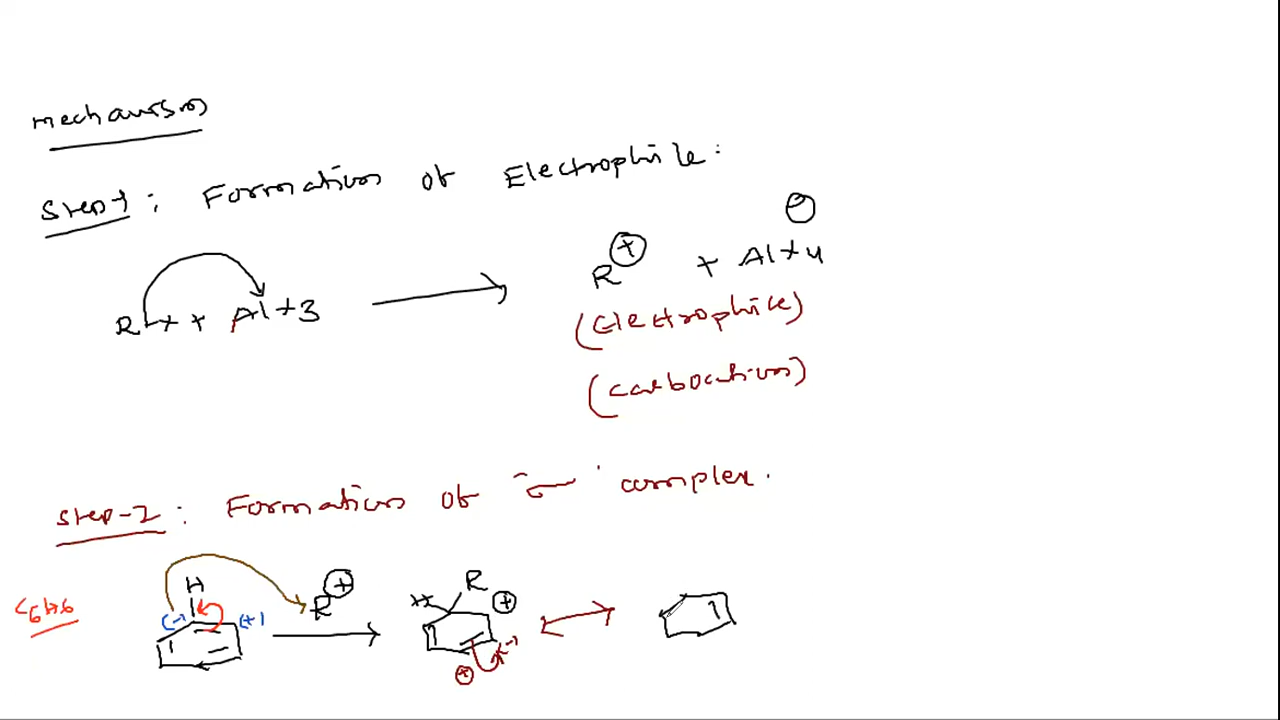 mechanism
Step-1: Formation of Electrophile:
R-X + AlX3 → R⊕ + AlX4 ⊖
(Electrophile)
(carbocation)
Step-2: Formation of "σ" complex.
C6H6
H R⊕ H R ⊕
(-) (+) (-)
⊕